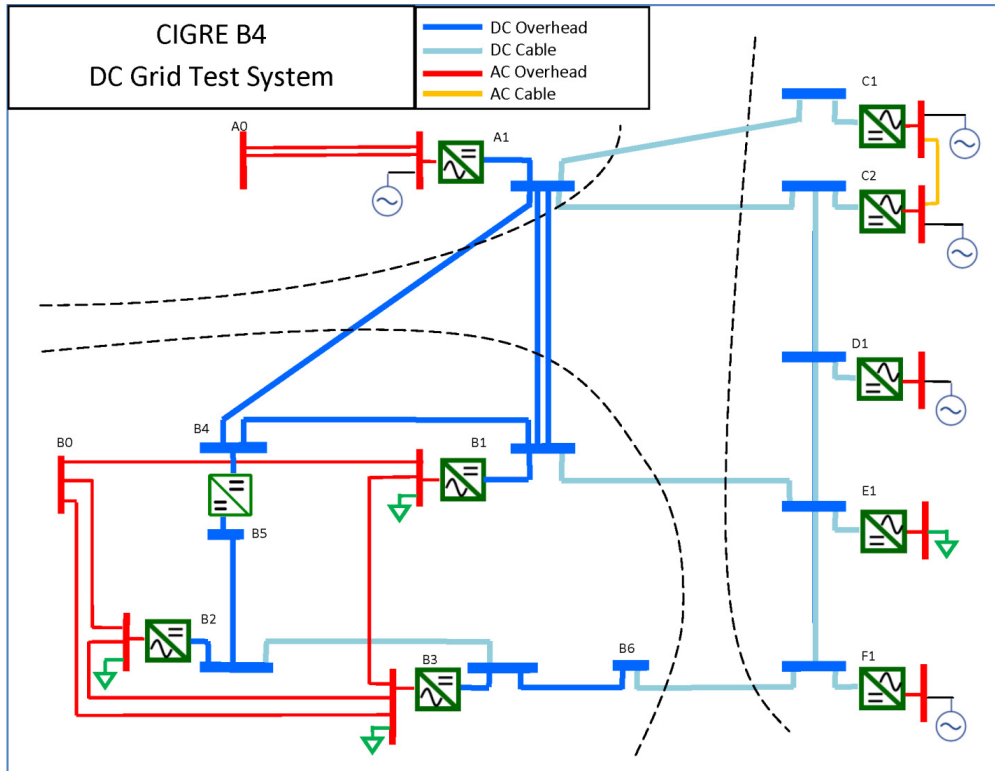 CIGRE B4
DC Grid Test System
DC Overhead
DC Cable
AC Overhead
AC Cable
C1
A0
A1
C2
D1
B4
B1
B0
E1
B5
B2
B3
B6
F1